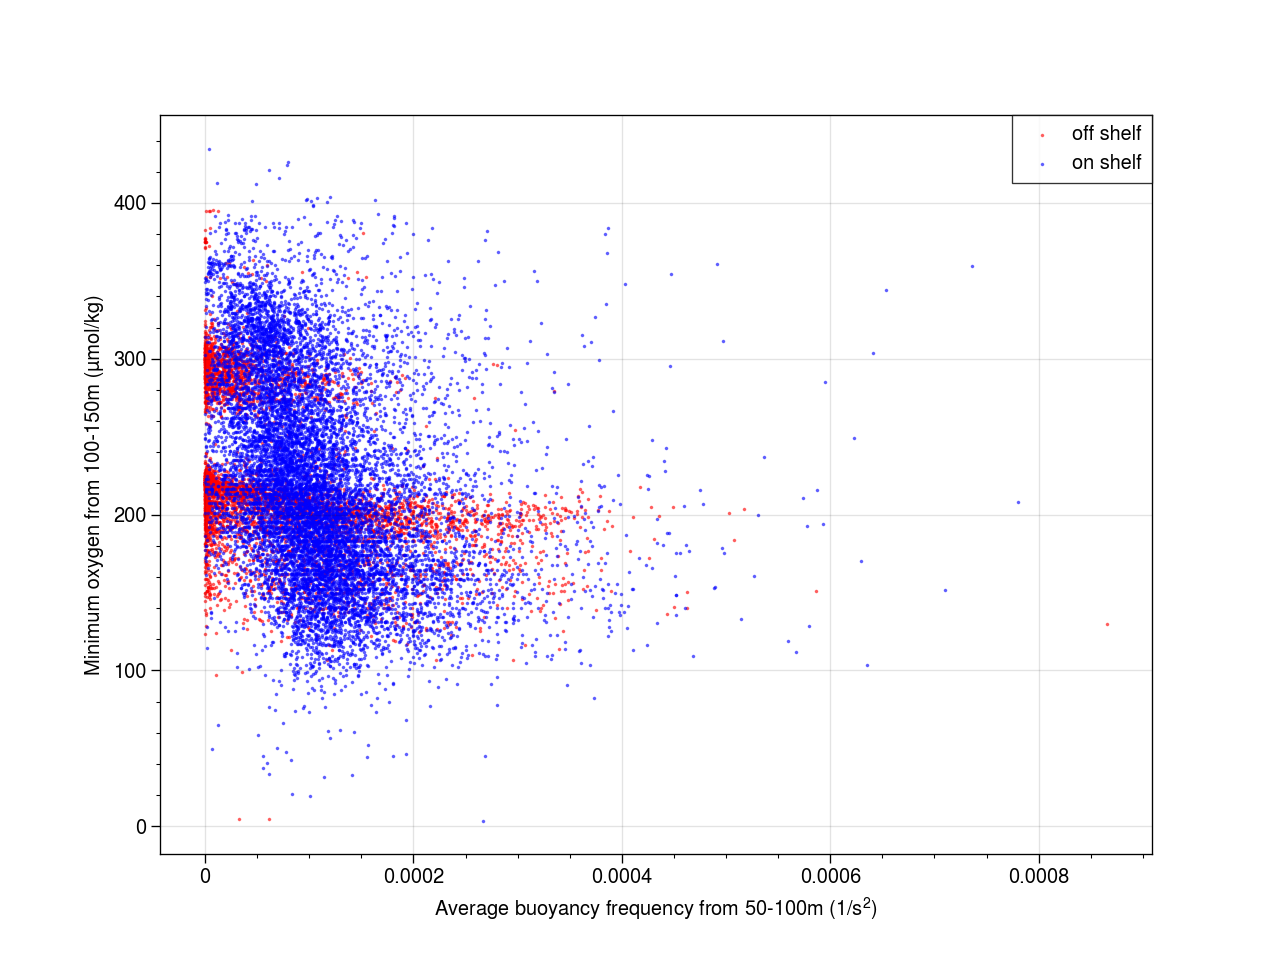 off shelf
on shelf
400
300
200
100
0
Minimum oxygen from 100-150m (µmol/kg)
0 0.0002 0.0004 0.0006 0.0008
Average buoyancy frequency from 50-100m (1/s²)